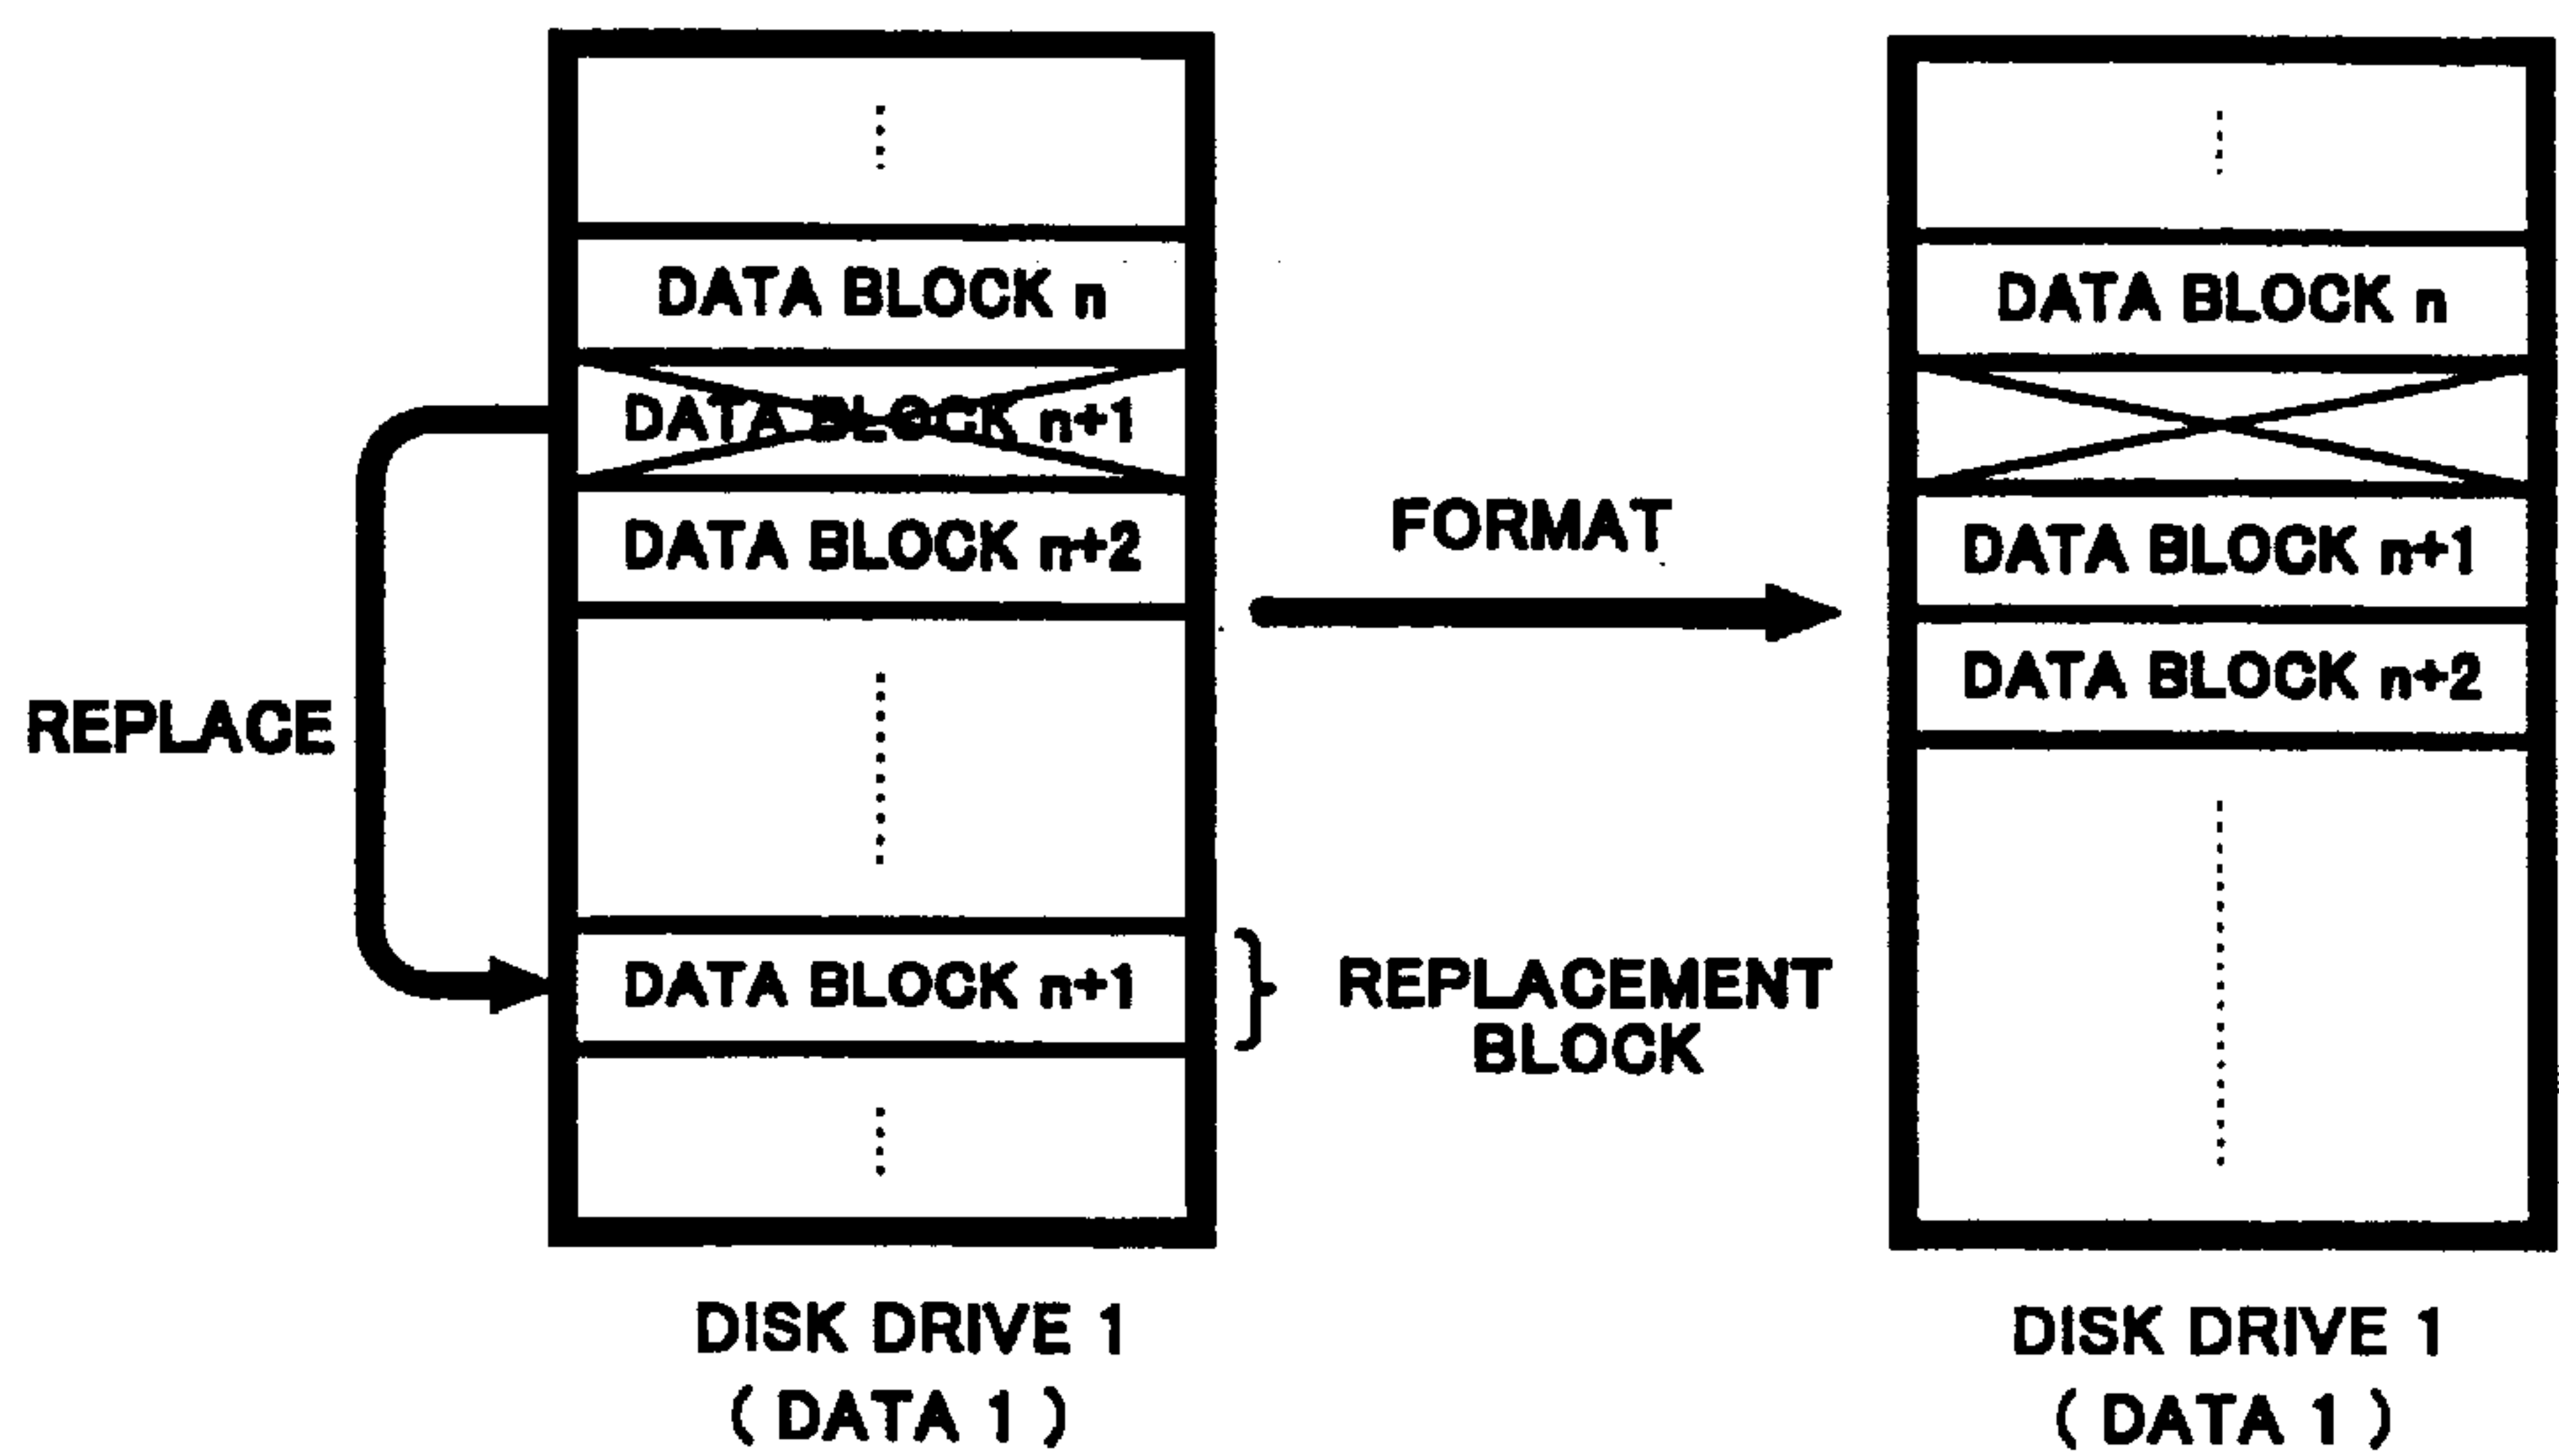 DATA BLOCK n
DATA BLOCK n+1
DATA BLOCK n+2
REPLACE
DATA BLOCK n+1
REPLACEMENT
BLOCK
DISK DRIVE 1
( DATA 1 )
FORMAT
DATA BLOCK n
DATA BLOCK n+1
DATA BLOCK n+2
DISK DRIVE 1
( DATA 1 )